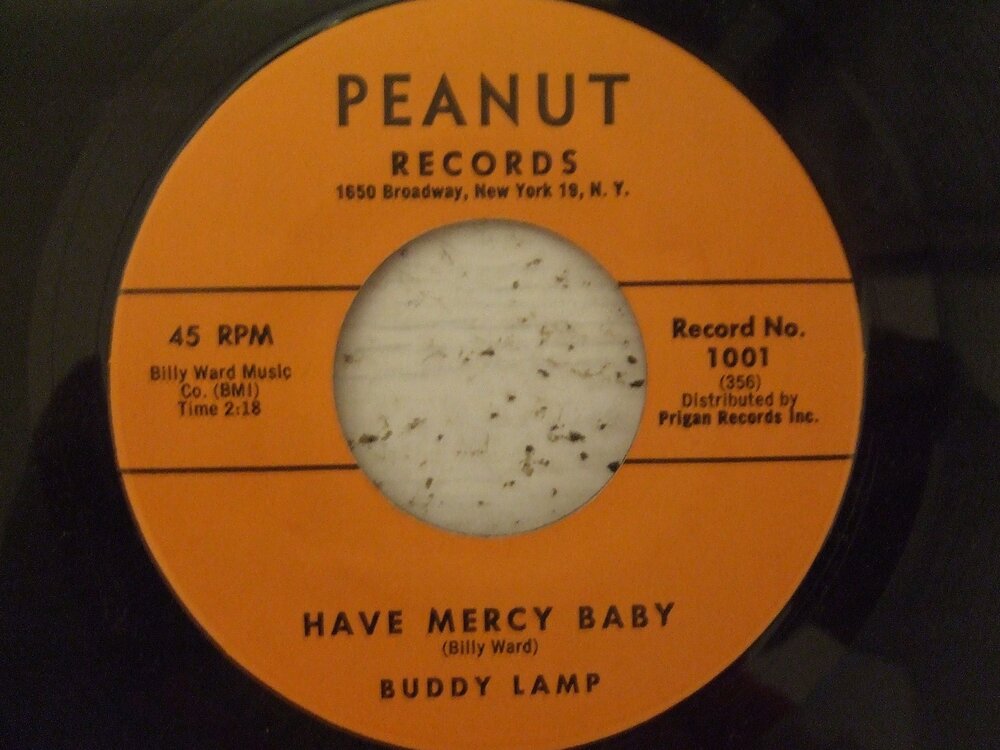 PEANUT
RECORDS
1650 Broadway, New York 19, N. Y.
45 RPM
Billy Ward Music
Co. (BMI)
Time 2:18
Record No.
1001
(356)
Distributed by
Prigan Records Inc.
HAVE MERCY BABY
(Billy Ward)
BUDDY LAMP